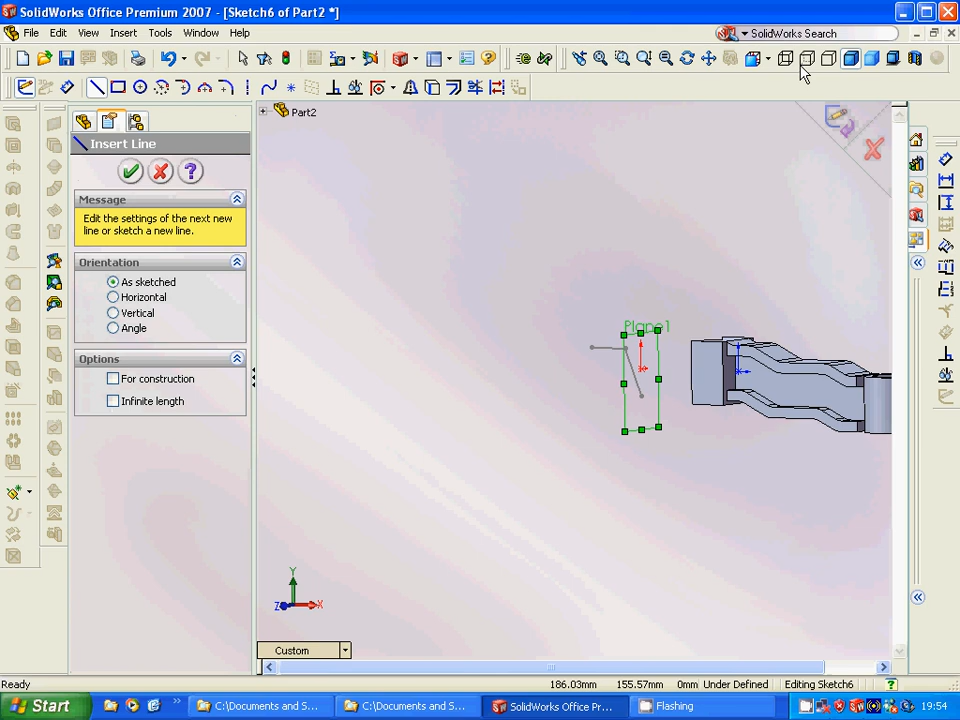 SolidWorks Office Premium 2007 - [Sketch6 of Part2 *]
File Edit View Insert Tools Window Help
SolidWorks Search
Part2
Insert Line
Message
Edit the settings of the next new
line or sketch a new line.
Orientation
As sketched
Horizontal
Vertical
Angle
Options
For construction
Infinite length
Plane1
Y
Z
X
Custom
Ready
186.03mm 155.57mm 0mm Under Defined Editing Sketch6
Start
C:\Documents and S...
C:\Documents and S...
SolidWorks Office Pr...
Flashing
19:54